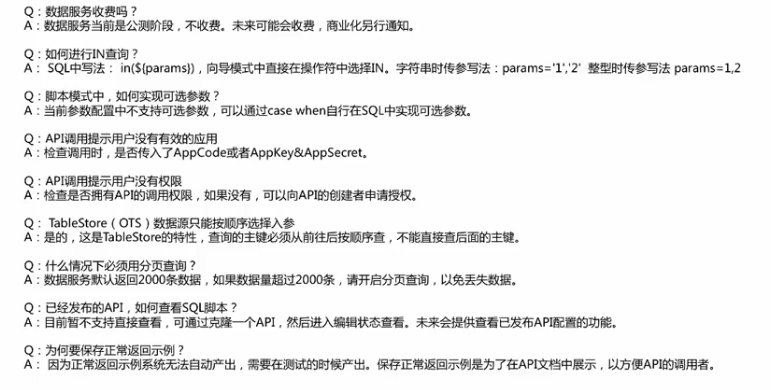 Q：数据服务收费吗？
A：数据服务当前是公测阶段，不收费。未来可能会收费，商业化另行通知。
Q：如何进行IN查询？
A： SQL中写法： in(${params})，向导模式中直接在操作符中选择IN。字符串时传参写法：params='1','2'  整型时传参写法 params=1,2
Q：脚本模式中，如何实现可选参数？
A：当前参数配置中不支持可选参数，可以通过case when自行在SQL中实现可选参数。
Q：API调用提示用户没有有效的应用
A：检查调用时，是否传入了AppCode或者AppKey&AppSecret。
Q：API调用提示用户没有权限
A：检查是否拥有API的调用权限，如果没有，可以向API的创建者申请授权。
Q： TableStore（OTS）数据源只能按顺序选择入参
A：是的，这是TableStore的特性，查询的主键必须从前往后按顺序查，不能直接查后面的主键。
Q：什么情况下必须用分页查询？
A：数据服务默认返回2000条数据，如果数据量超过2000条，请开启分页查询，以免丢失数据。
Q：已经发布的API，如何查看SQL脚本？
A：目前暂不支持直接查看，可通过克隆一个API，然后进入编辑状态查看。未来会提供查看已发布API配置的功能。
Q：为何要保存正常返回示例？
A： 因为正常返回示例系统无法自动产出，需要在测试的时候产出。保存正常返回示例是为了在API文档中展示，以方便API的调用者。